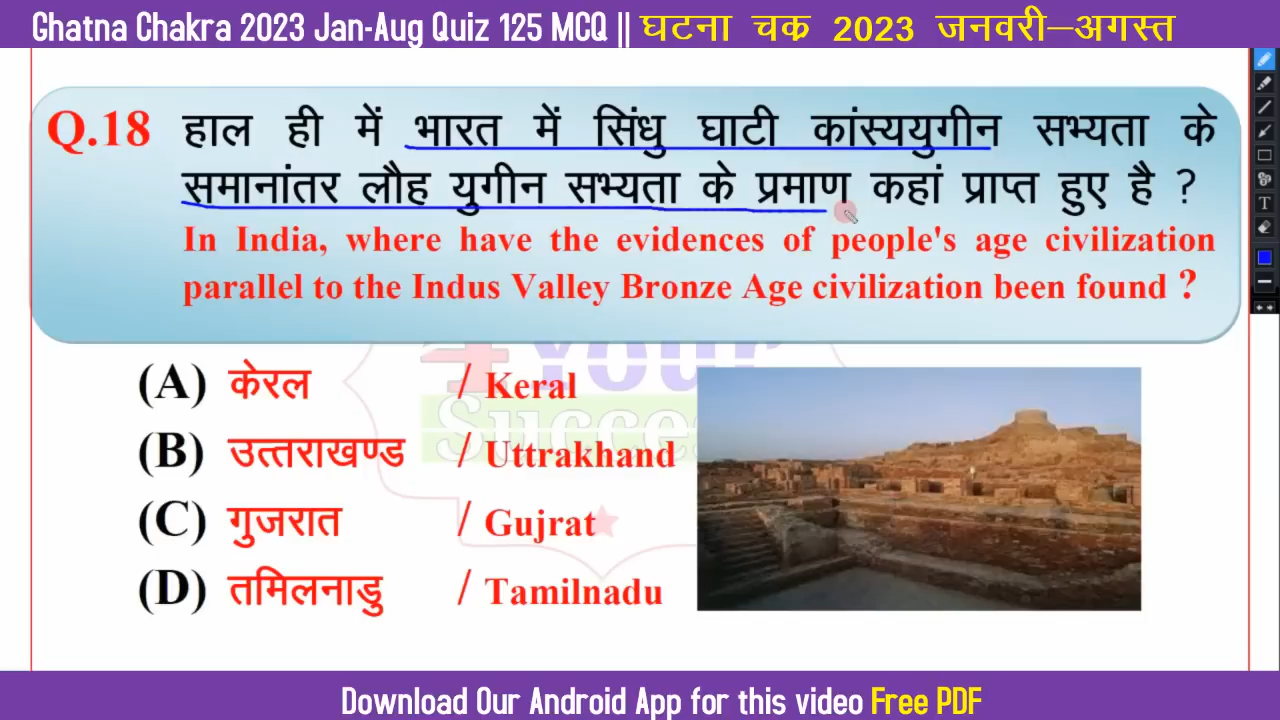 Ghatna Chakra 2023 Jan-Aug Quiz 125 MCQ || घटना चक्र 2023 जनवरी–अगस्त
Q.18 हाल ही में भारत में सिंधु घाटी कांस्ययुगीन सभ्यता के
समानांतर लौह युगीन सभ्यता के प्रमाण कहां प्राप्त हुए है ?
In India, where have the evidences of people's age civilization
parallel to the Indus Valley Bronze Age civilization been found ?
(A) केरल / Keral
(B) उत्तराखण्ड / Uttrakhand
(C) गुजरात / Gujrat
(D) तमिलनाडु / Tamilnadu
4 Your
Success
Download Our Android App for this video Free PDF